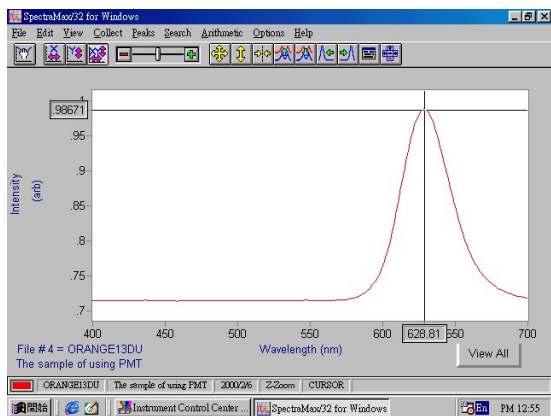 SpectraMax/32 for Windows
File Edit View Collect Peaks Search Arithmetic Options Help
1
.98671
.95
.9
.85
.8
.75
.7
Intensity
(arb)
400 450 500 550 600 628.81 650 700
Wavelength (nm)
File # 4 = ORANGE13DU
The sample of using PMT
View All
ORANGE13DU The sample of using PMT 2000/2/6 Z-Zoom CURSOR
開始 Instrument Control Center ... SpectraMax/32 for Windows En PM 12:55